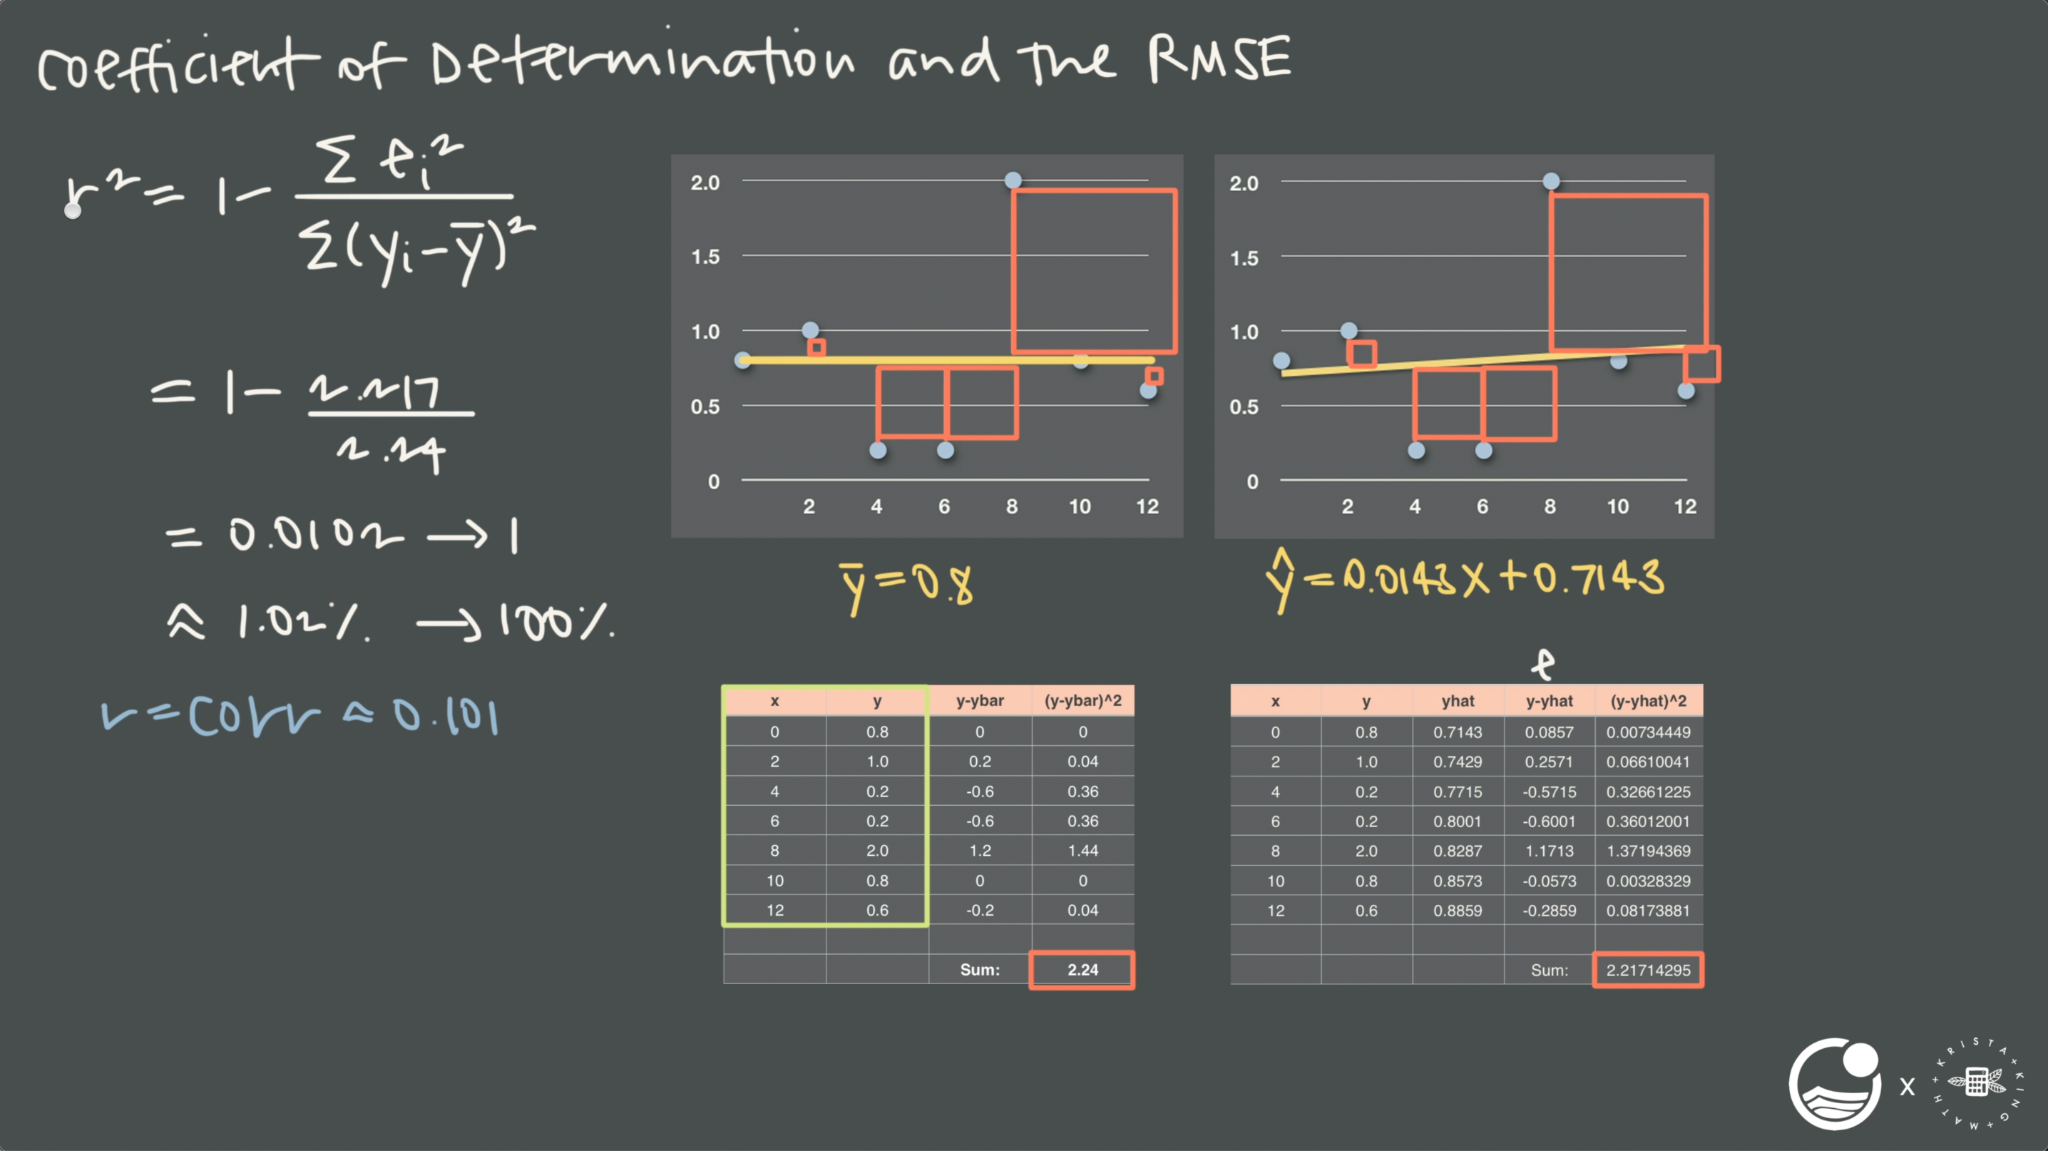 Coefficient of Determination and the RMSE
r² = 1 - Σ eᵢ² / Σ(yᵢ - ȳ)²
= 1 - 2.217 / 2.24
= 0.0102 → 1
≈ 1.02% → 100%
r = corr ≈ 0.101
2.0
1.5
1.0
0.5
0
2 4 6 8 10 12
ȳ = 0.8
2.0
1.5
1.0
0.5
0
2 4 6 8 10 12
ŷ = 0.0143x + 0.7143
x y y-ybar (y-ybar)^2
0 0.8 0 0
2 1.0 0.2 0.04
4 0.2 -0.6 0.36
6 0.2 -0.6 0.36
8 2.0 1.2 1.44
10 0.8 0 0
12 0.6 -0.2 0.04
Sum: 2.24
e
x y yhat y-yhat (y-yhat)^2
0 0.8 0.7143 0.0857 0.00734449
2 1.0 0.7429 0.2571 0.06610041
4 0.2 0.7715 -0.5715 0.32661225
6 0.2 0.8001 -0.6001 0.36012001
8 2.0 0.8287 1.1713 1.37194369
10 0.8 0.8573 -0.0573 0.00328329
12 0.6 0.8859 -0.2859 0.08173881
Sum: 2.21714295
X
+ KRISTA + KING + MATH